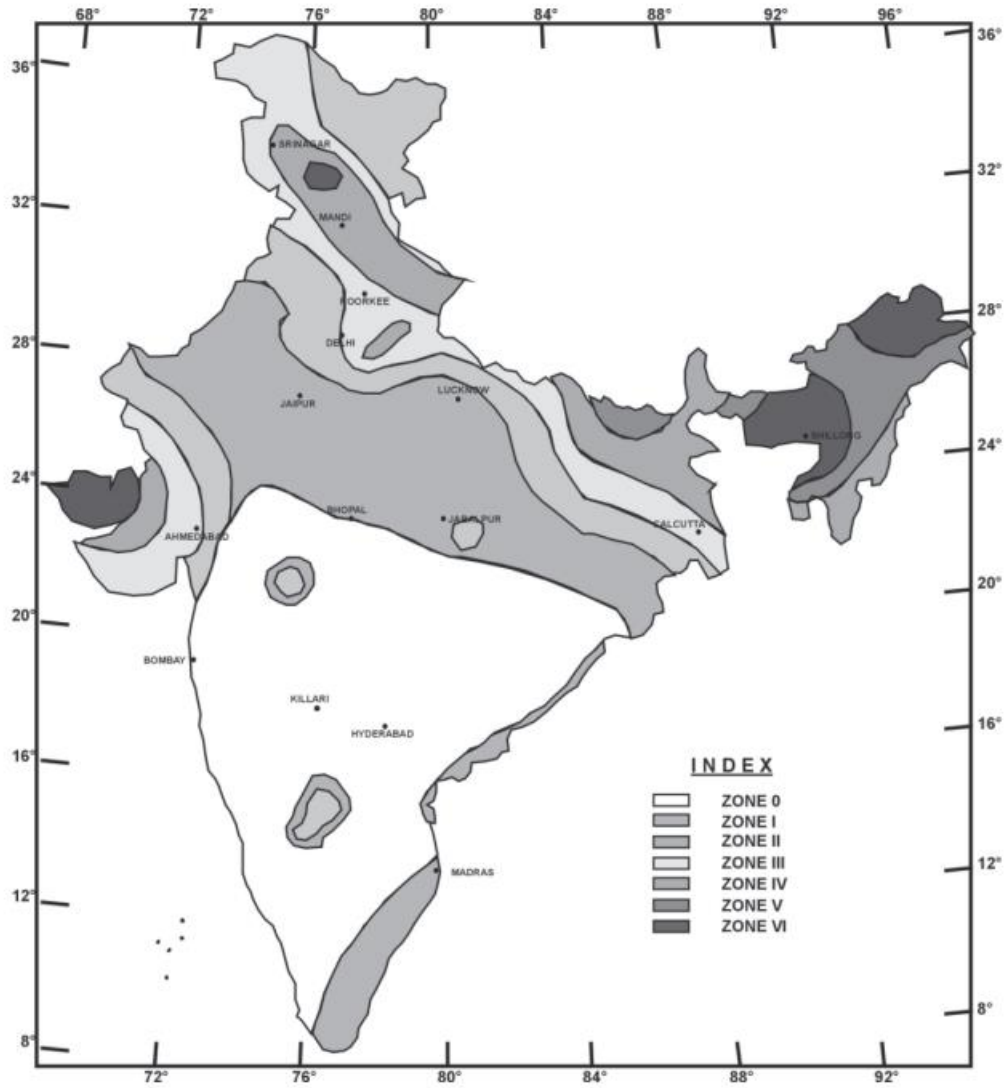 68° 72° 76° 80° 84° 88° 92° 96°
36° 36°
SRINAGAR
32° 32°
MANDI
ROORKEE
28° 28°
DELHI
LUCKNOW
JAIPUR
SHILLONG
24° 24°
BHOPAL
JABALPUR
CALCUTTA
AHMEDABAD
20° 20°
BOMBAY
KILLARI
HYDERABAD
16° 16°
INDEX
ZONE 0
ZONE I
ZONE II
ZONE III
ZONE IV
ZONE V
ZONE VI
MADRAS
12° 12°
8° 8°
72° 76° 80° 84° 88° 92°